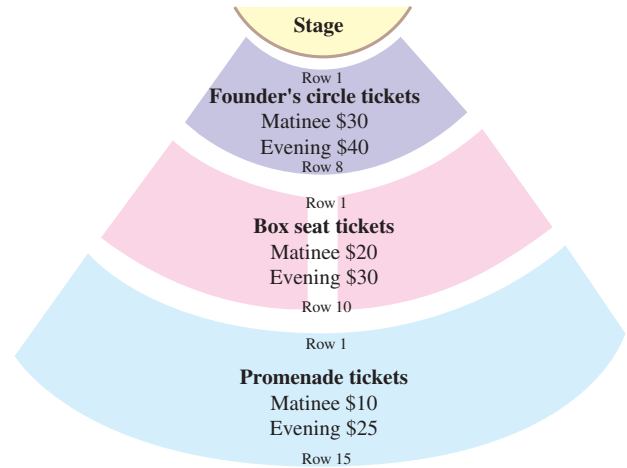 Stage
Row 1
Founder's circle tickets
Matinee $30
Evening $40
Row 8
Row 1
Box seat tickets
Matinee $20
Evening $30
Row 10
Row 1
Promenade tickets
Matinee $10
Evening $25
Row 15